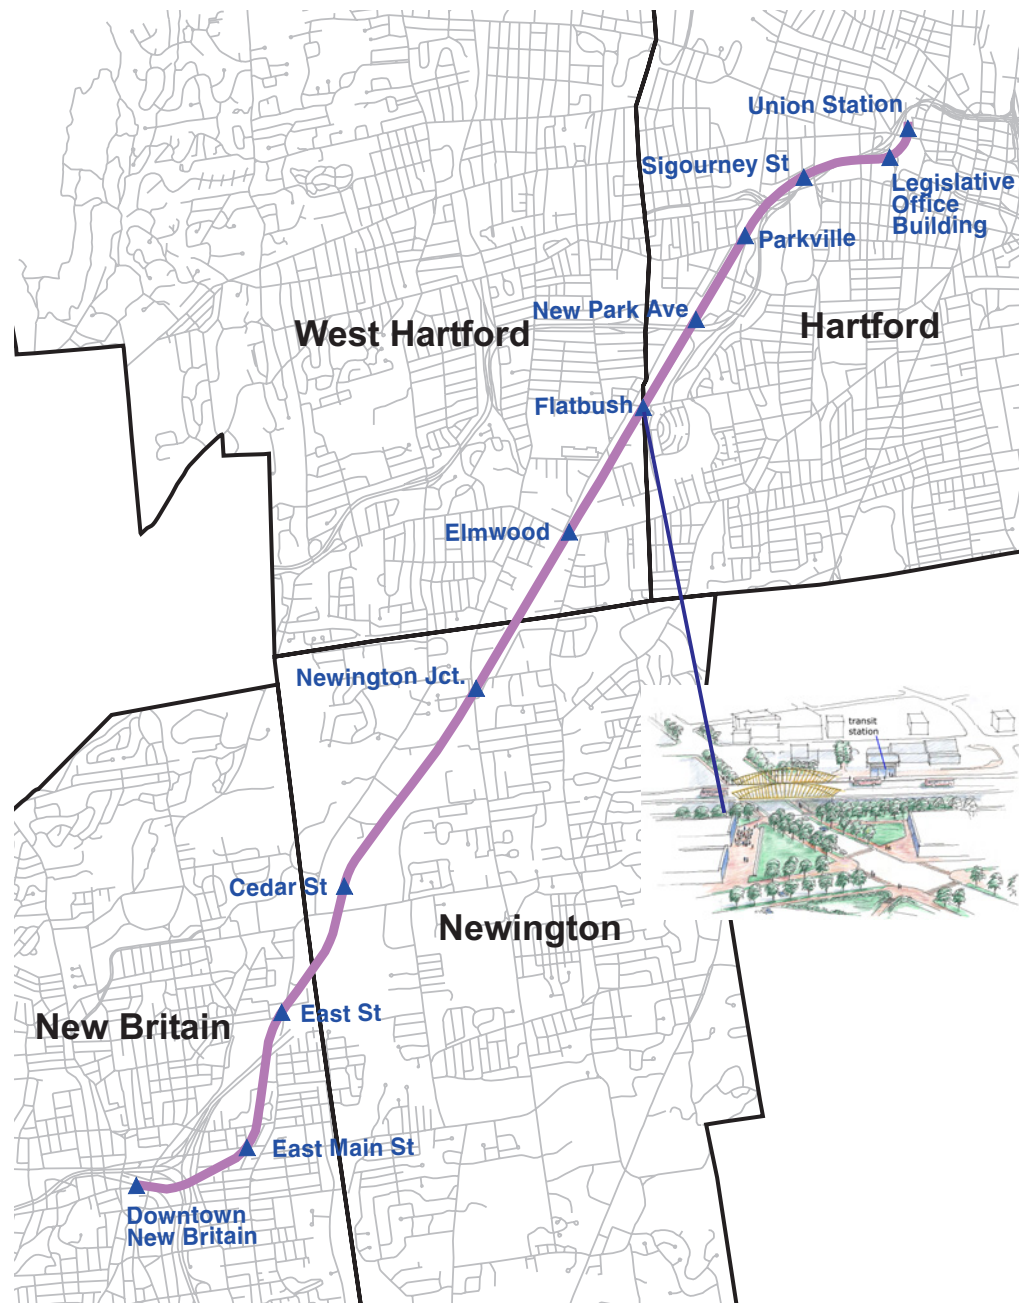 Union Station
Sigourney St
Legislative
Office
Building
Parkville
New Park Ave
West Hartford
Hartford
Flatbush
Elmwood
Newington Jct.
transit
station
Cedar St
Newington
East St
New Britain
East Main St
Downtown
New Britain